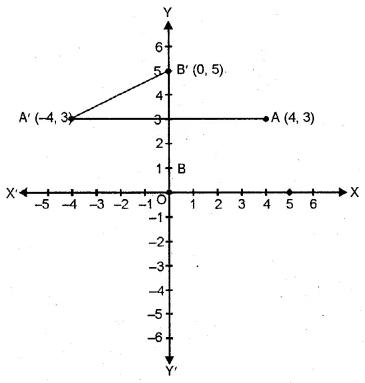 Y
6
5 B' (0, 5)
4
A' (–4, 3) 3 A (4, 3)
2
1 B
X' O X
–5 –4 –3 –2 –1 1 2 3 4 5 6
–1
–2
–3
–4
–5
–6
Y'